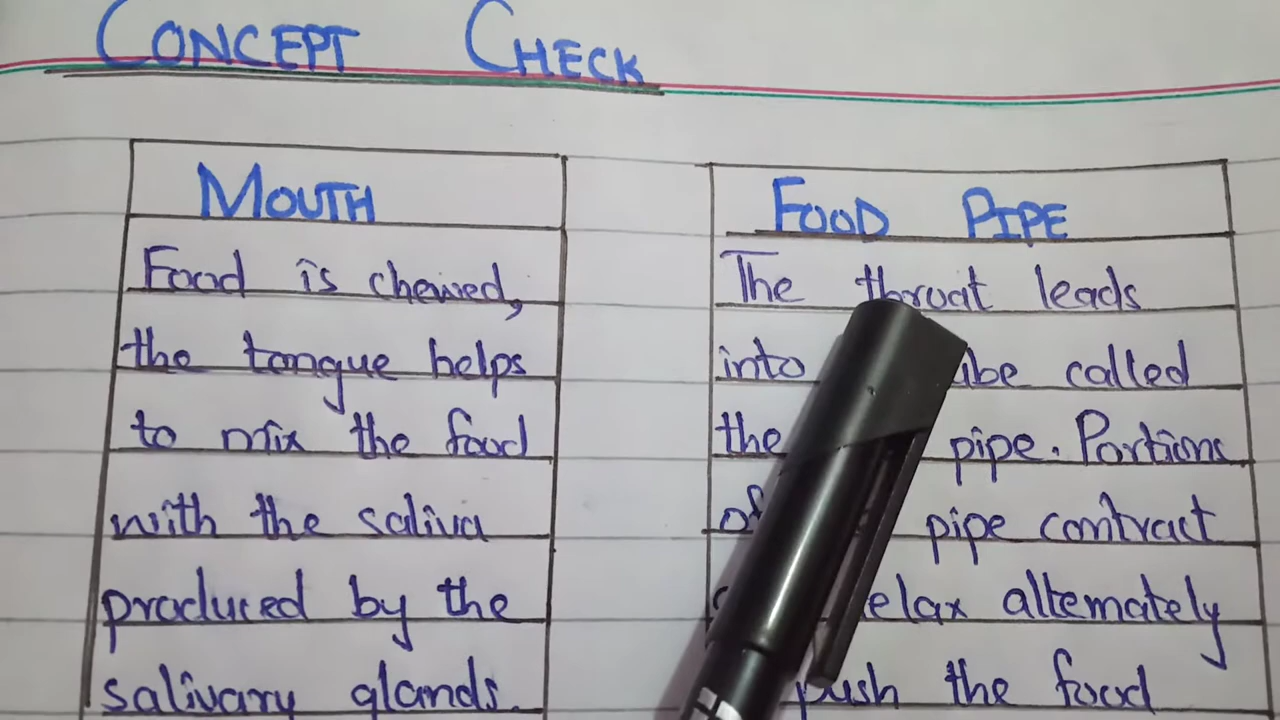 CONCEPT CHECK
MOUTH
Food is chewed,
the tongue helps
to mix the food
with the saliva
produced by the
salivary glands.
FOOD PIPE
The throat leads
into called
the pipe. Portions
of pipe contract
alternately
push the food